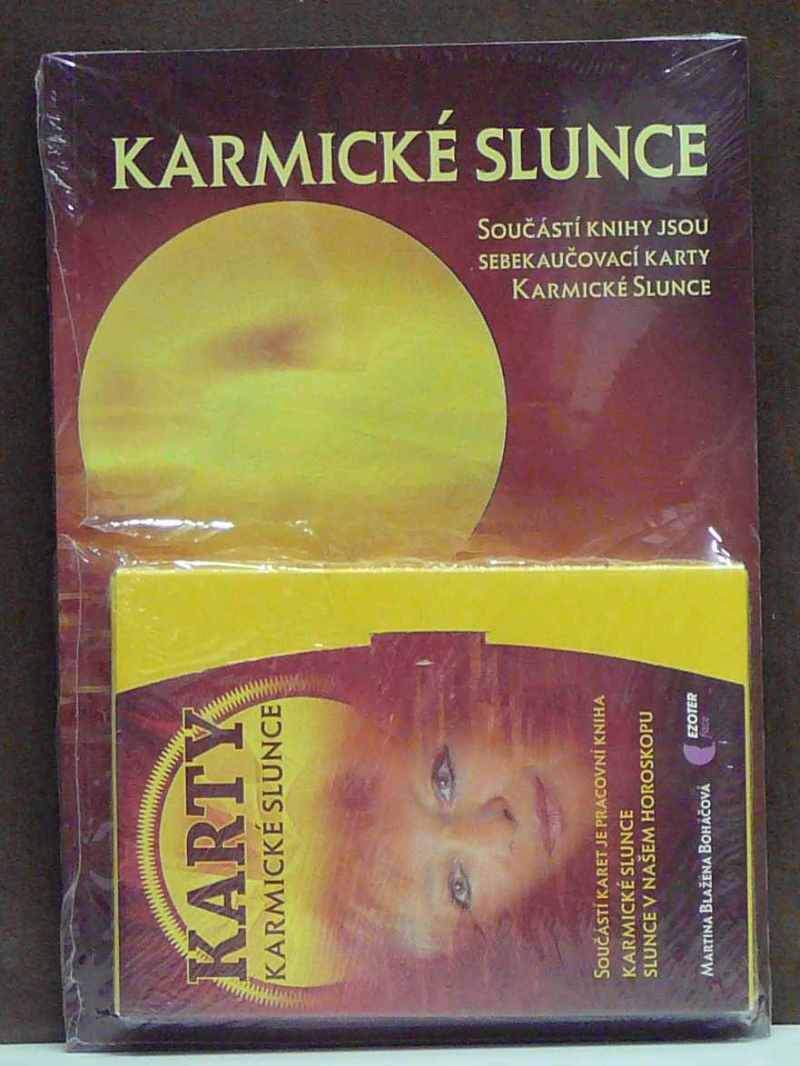 KARMICKÉ SLUNCE
SOUČÁSTÍ KNIHY JSOU
SEBEKAUČOVACÍ KARTY
KARMICKÉ SLUNCE
KARTY
KARMICKÉ SLUNCE
SOUČÁSTÍ KARET JE PRACOVNÍ KNIHA
KARMICKÉ SLUNCE
SLUNCE V NAŠEM HOROSKOPU
MARTINA BLAŽENA BOHÁČOVÁ
EZOTER